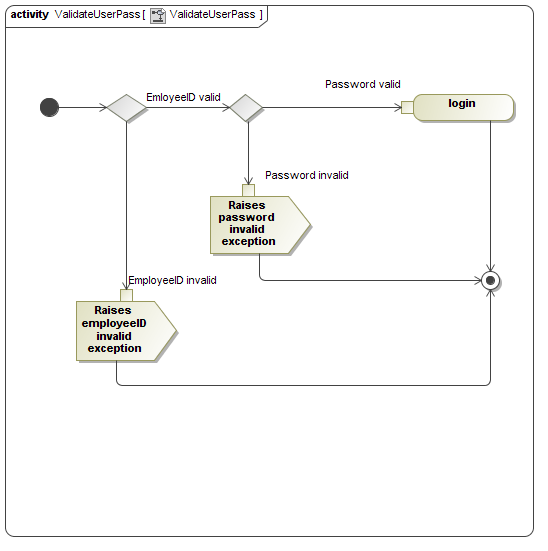 activity ValidateUserPass [ ValidateUserPass ]
Password valid
EmloyeeID valid
login
Password invalid
Raises
password
invalid
exception
EmployeeID invalid
Raises
employeeID
invalid
exception